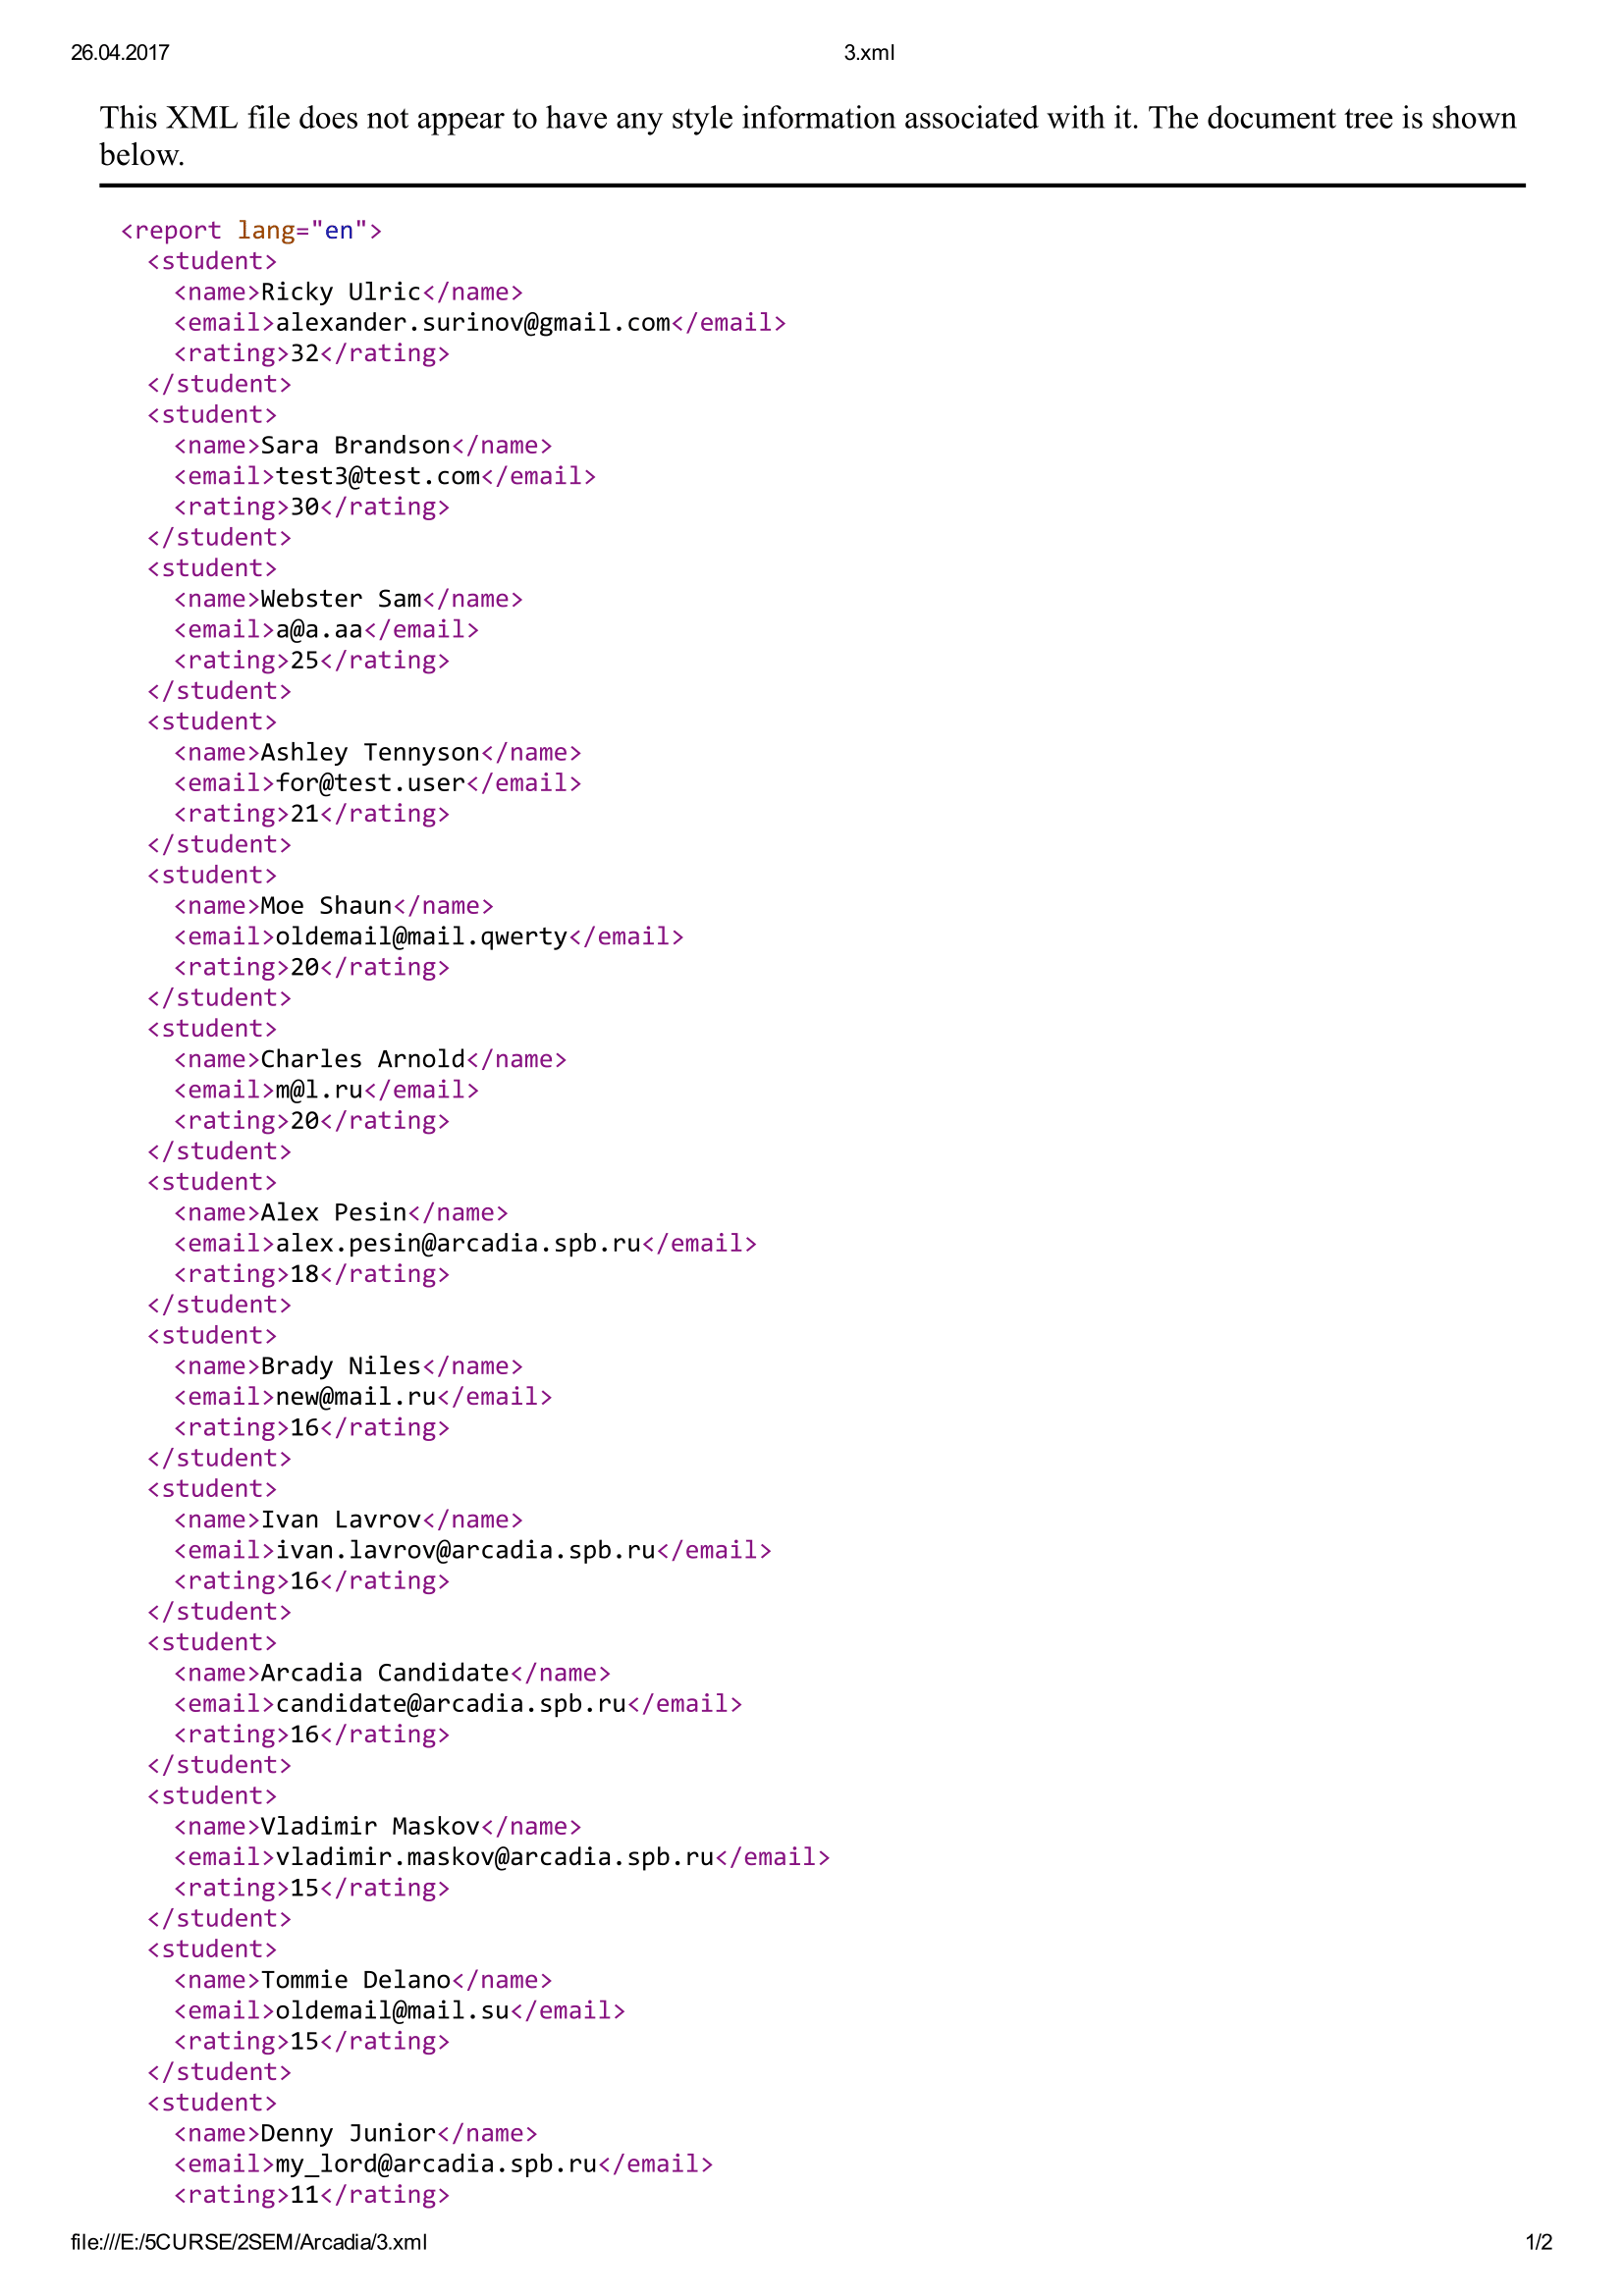 26.04.2017 3.xml
This XML file does not appear to have any style information associated with it. The document tree is shown
below.
<report lang="en">
<student>
<name>Ricky Ulric</name>
<email>alexander.surinov@gmail.com</email>
<rating>32</rating>
</student>
<student>
<name>Sara Brandson</name>
<email>test3@test.com</email>
<rating>30</rating>
</student>
<student>
<name>Webster Sam</name>
<email>a@a.aa</email>
<rating>25</rating>
</student>
<student>
<name>Ashley Tennyson</name>
<email>for@test.user</email>
<rating>21</rating>
</student>
<student>
<name>Moe Shaun</name>
<email>oldemail@mail.qwerty</email>
<rating>20</rating>
</student>
<student>
<name>Charles Arnold</name>
<email>m@l.ru</email>
<rating>20</rating>
</student>
<student>
<name>Alex Pesin</name>
<email>alex.pesin@arcadia.spb.ru</email>
<rating>18</rating>
</student>
<student>
<name>Brady Niles</name>
<email>new@mail.ru</email>
<rating>16</rating>
</student>
<student>
<name>Ivan Lavrov</name>
<email>ivan.lavrov@arcadia.spb.ru</email>
<rating>16</rating>
</student>
<student>
<name>Arcadia Candidate</name>
<email>candidate@arcadia.spb.ru</email>
<rating>16</rating>
</student>
<student>
<name>Vladimir Maskov</name>
<email>vladimir.maskov@arcadia.spb.ru</email>
<rating>15</rating>
</student>
<student>
<name>Tommie Delano</name>
<email>oldemail@mail.su</email>
<rating>15</rating>
</student>
<student>
<name>Denny Junior</name>
<email>my_lord@arcadia.spb.ru</email>
<rating>11</rating>
file:///E:/5CURSE/2SEM/Arcadia/3.xml 1/2